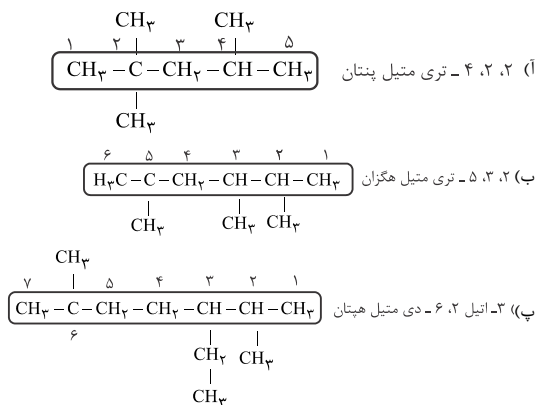 CH۳ CH۳
۱ ۲ ۳ ۴ ۵
CH۳ – C – CH۲ – CH – CH۳
CH۳
آ) ۲، ۲، ۴ ـ تری متیل پنتان
۶ ۵ ۴ ۳ ۲ ۱
H۳C – C – CH۲ – CH – CH – CH۳
CH۳ CH۳ CH۳
ب) ۲، ۳، ۵ ـ تری متیل هگزان
CH۳
۷ ۵ ۴ ۳ ۲ ۱
CH۳ – C – CH۲ – CH۲ – CH – CH – CH۳
۶ CH۲ CH۳
CH۳
پ) ۳ـ اتیل ۲، ۶ ـ دی متیل هپتان